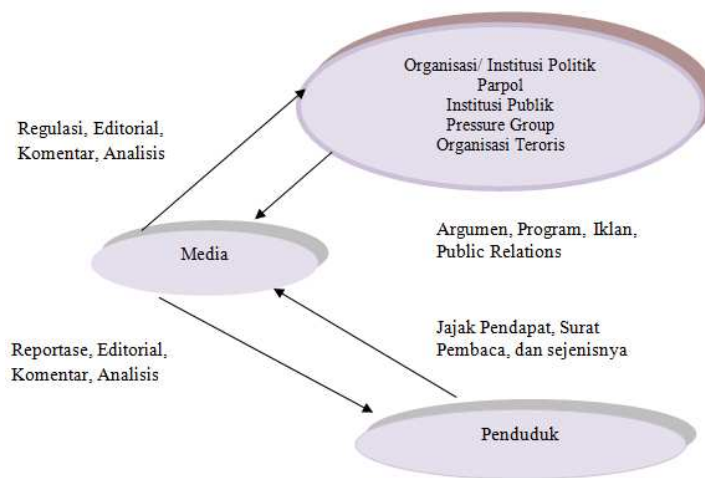 Organisasi/ Institusi Politik
Parpol
Institusi Publik
Pressure Group
Organisasi Teroris
Regulasi, Editorial,
Komentar, Analisis
Argumen, Program, Iklan,
Public Relations
Media
Jajak Pendapat, Surat
Pembaca, dan sejenisnya
Reportase, Editorial,
Komentar, Analisis
Penduduk